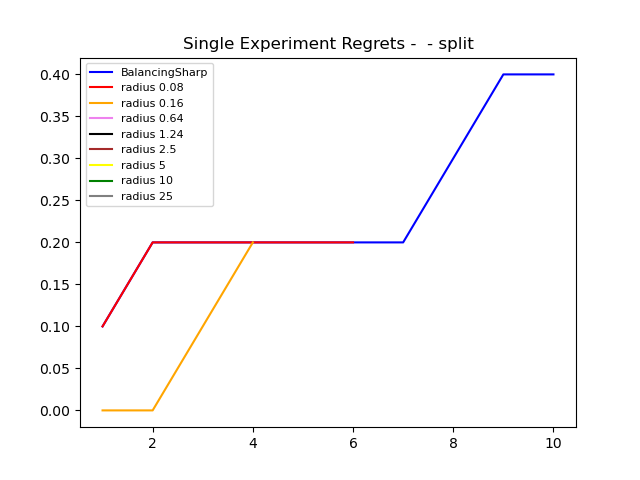 Single Experiment Regrets -  - split
BalancingSharp
radius 0.08
radius 0.16
radius 0.64
radius 1.24
radius 2.5
radius 5
radius 10
radius 25
0.40
0.35
0.30
0.25
0.20
0.15
0.10
0.05
0.00
2 4 6 8 10